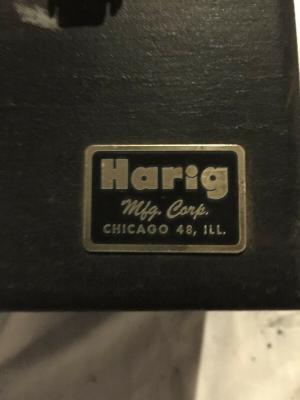 Harig
Mfg. Corp.
CHICAGO 48, ILL.